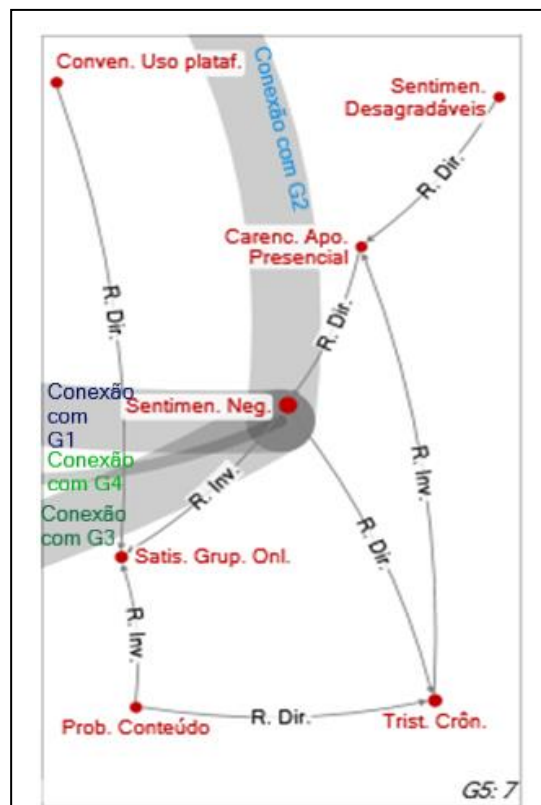 Conven. Uso plataf.
Conexão com G2
Sentimen.
Desagradáveis
R. Dir.
Carenc. Apo.
Presencial
R. Dir.
R. Dir.
Conexão
com
G1
Sentimen. Neg.
Conexão
com G4
R. Inv.
R. Inv.
Conexão
com G3
Satis. Grup. Onl.
R. Dir.
R. Inv.
Prob. Conteúdo
R. Dir.
Trist. Crôn.
G5: 7